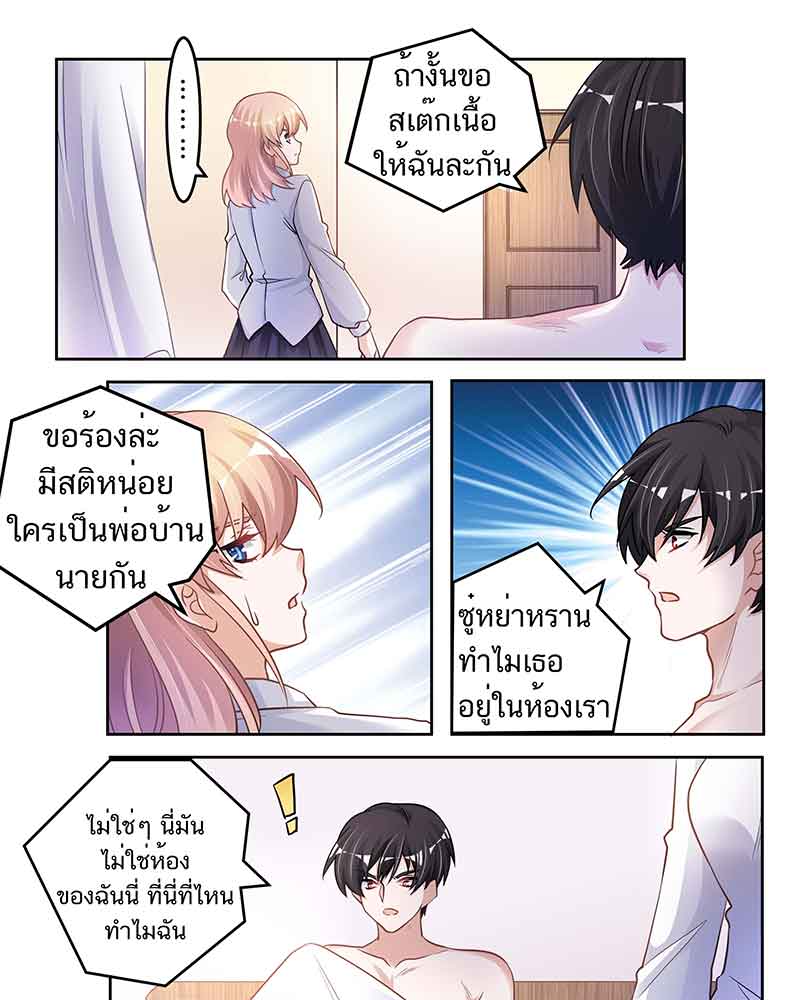 ......
ถ้างั้นขอ
สเต๊กเนื้อ
ให้ฉันละกัน
ขอร้องล่ะ
มีสติหน่อย
ใครเป็นพ่อบ้าน
นายกัน
ซู๋หย่าหราน
ทำไมเธอ
อยู่ในห้องเรา
!
ไม่ใช่ๆ นี่มัน
ไม่ใช่ห้อง
ของฉันนี่ ที่นี่ที่ไหน
ทำไมฉัน